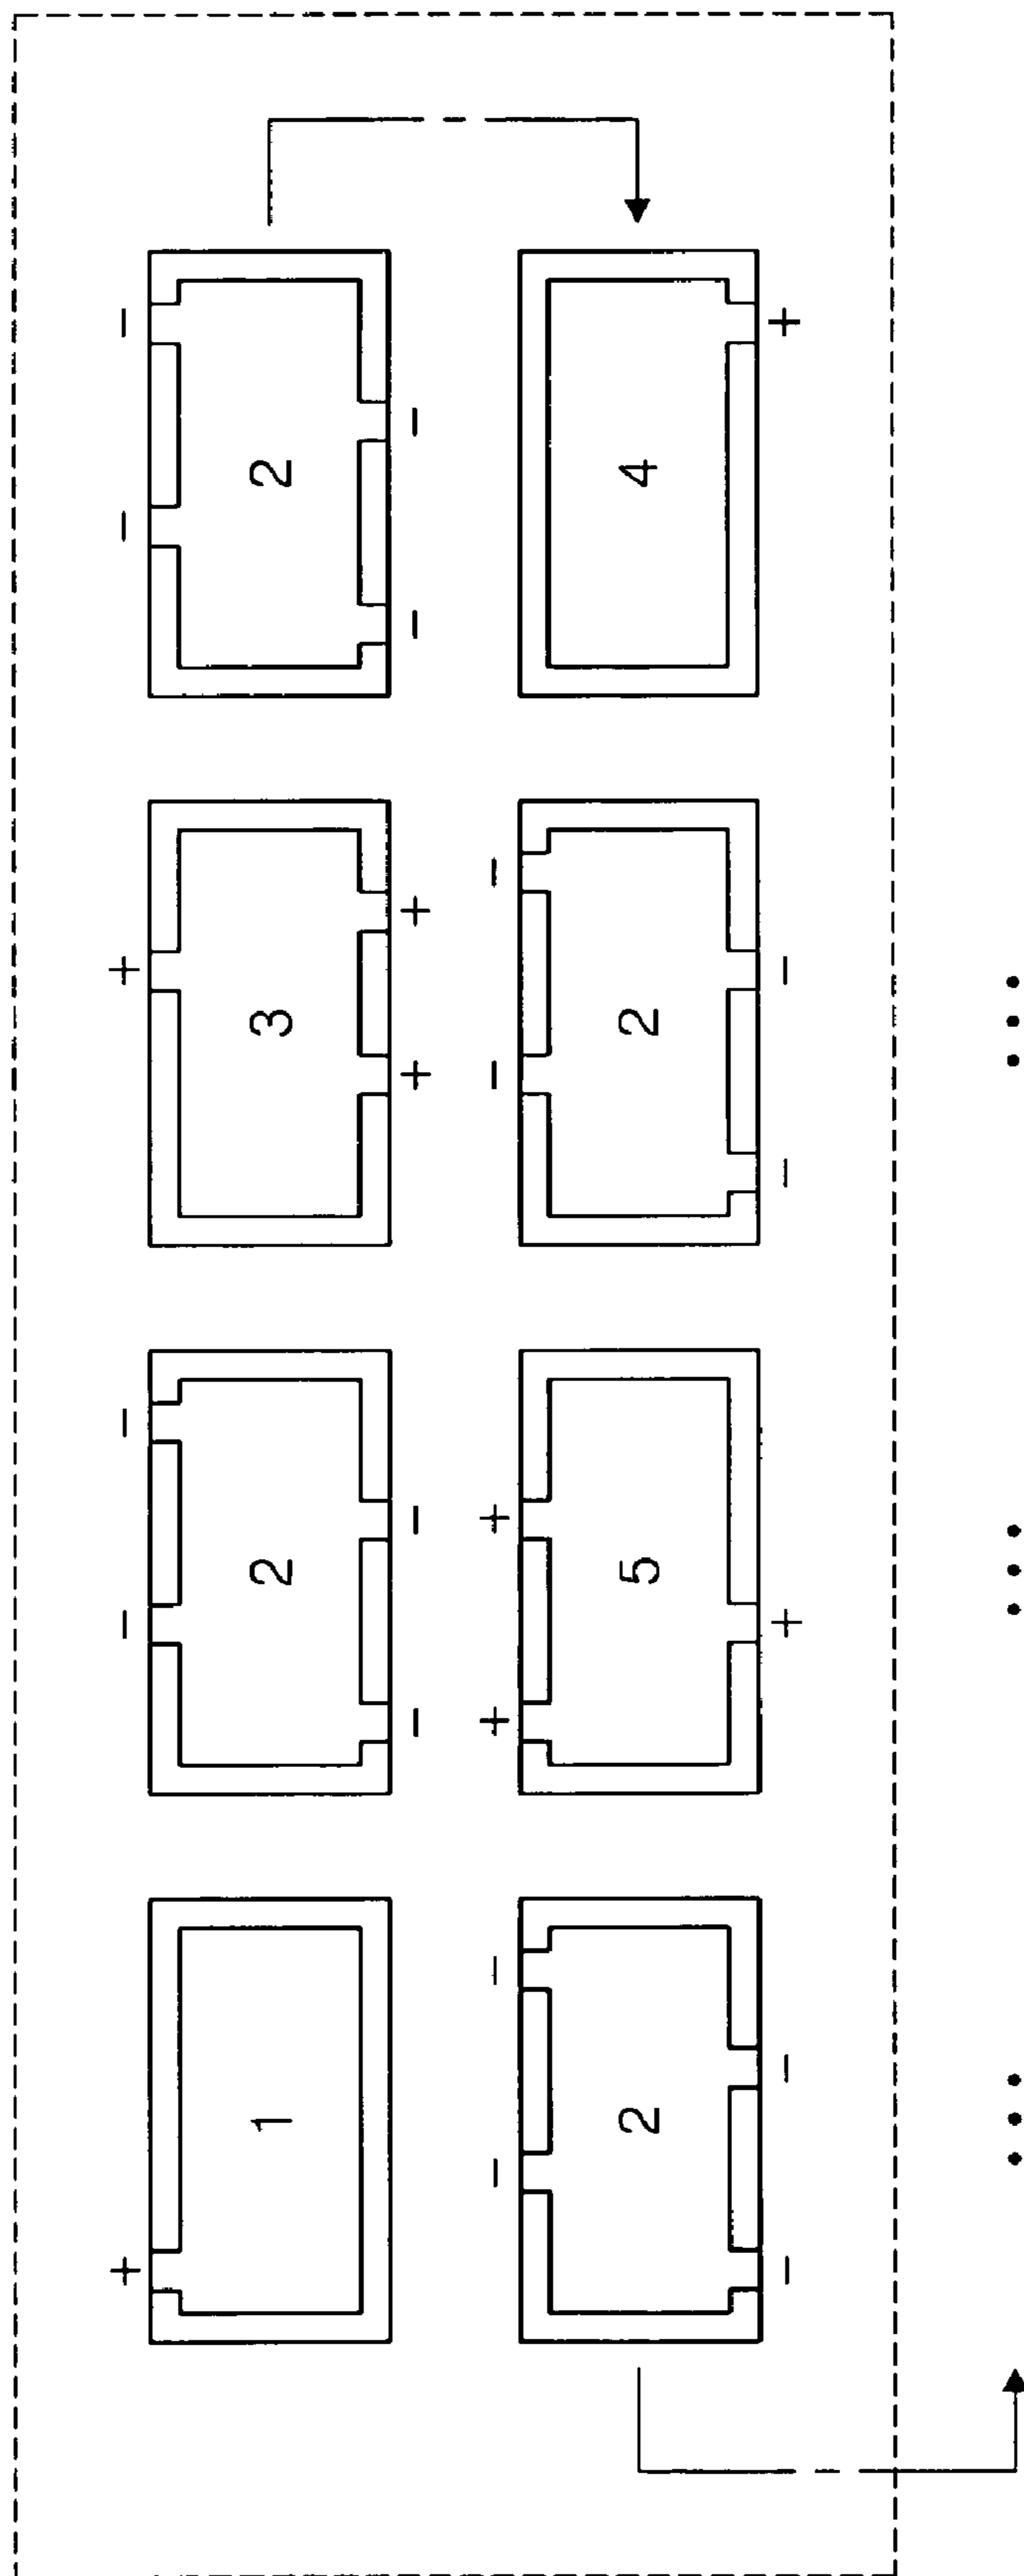 + − − + − −
1 2 3 2
− − + + − −
− − + + − −
2 5 2 4
− − + − − +
... ... ...